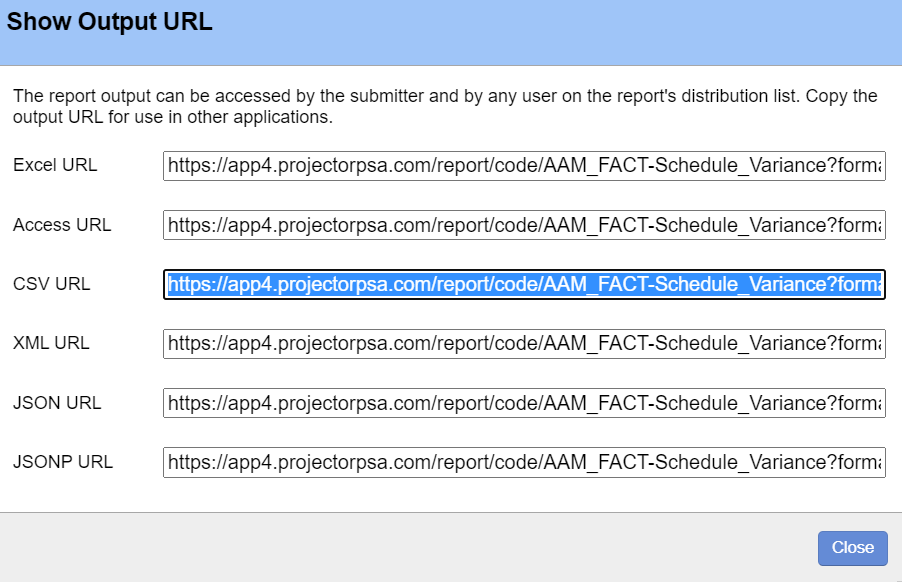 Show Output URL
The report output can be accessed by the submitter and by any user on the report's distribution list. Copy the
output URL for use in other applications.
Excel URL https://app4.projectorpsa.com/report/code/AAM_FACT-Schedule_Variance?forma
Access URL https://app4.projectorpsa.com/report/code/AAM_FACT-Schedule_Variance?forma
CSV URL https://app4.projectorpsa.com/report/code/AAM_FACT-Schedule_Variance?forma
XML URL https://app4.projectorpsa.com/report/code/AAM_FACT-Schedule_Variance?forma
JSON URL https://app4.projectorpsa.com/report/code/AAM_FACT-Schedule_Variance?forma
JSONP URL https://app4.projectorpsa.com/report/code/AAM_FACT-Schedule_Variance?forma
Close